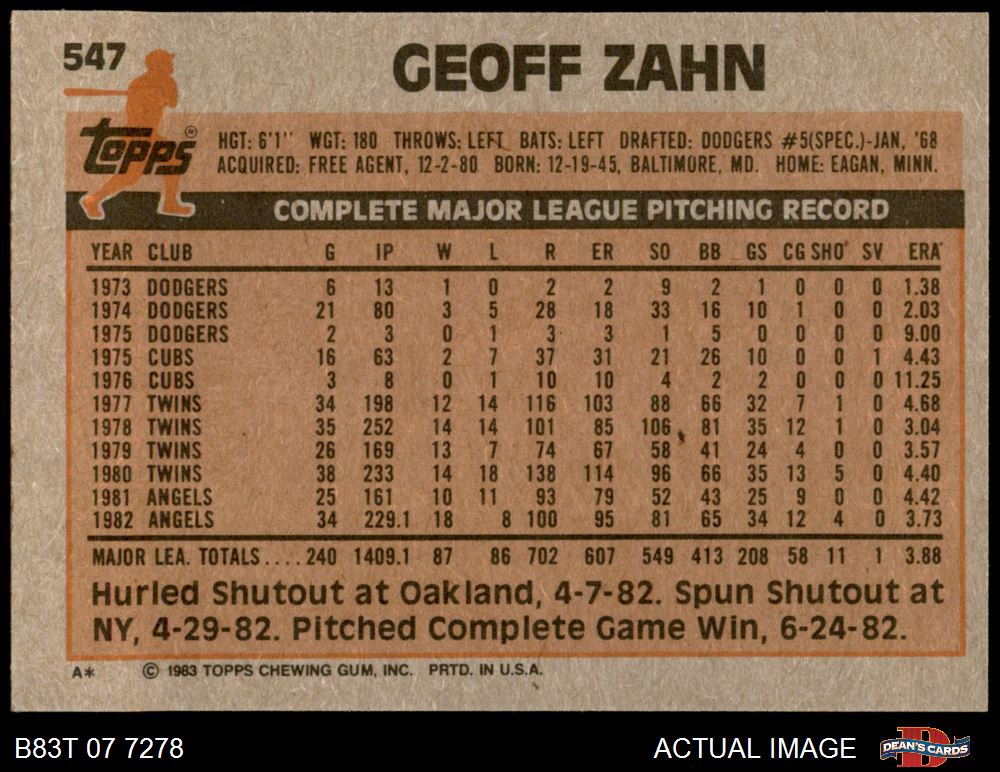 547
GEOFF ZAHN
Topps®
HGT: 6'1" WGT: 180 THROWS: LEFT BATS: LEFT DRAFTED: DODGERS #5(SPEC.)-JAN, '68
ACQUIRED: FREE AGENT, 12-2-80 BORN: 12-19-45, BALTIMORE, MD. HOME: EAGAN, MINN.
COMPLETE MAJOR LEAGUE PITCHING RECORD
YEAR CLUB G IP W L R ER SO BB GS CG SHO* SV ERA*
1973 DODGERS 6 13 1 0 2 2 9 2 1 0 0 0 1.38
1974 DODGERS 21 80 3 5 28 18 33 16 10 1 0 0 2.03
1975 DODGERS 2 3 0 1 3 3 1 5 0 0 0 0 9.00
1975 CUBS 16 63 2 7 37 31 21 26 10 0 0 1 4.43
1976 CUBS 3 8 0 1 10 10 4 2 2 0 0 0 11.25
1977 TWINS 34 198 12 14 116 103 88 66 32 7 1 0 4.68
1978 TWINS 35 252 14 14 101 85 106 81 35 12 1 0 3.04
1979 TWINS 26 169 13 7 74 67 58 41 24 4 0 0 3.57
1980 TWINS 38 233 14 18 138 114 96 66 35 13 5 0 4.40
1981 ANGELS 25 161 10 11 93 79 52 43 25 9 0 0 4.42
1982 ANGELS 34 229.1 18 8 100 95 81 65 34 12 4 0 3.73
MAJOR LEA. TOTALS.... 240 1409.1 87 86 702 607 549 413 208 58 11 1 3.88
Hurled Shutout at Oakland, 4-7-82. Spun Shutout at
NY, 4-29-82. Pitched Complete Game Win, 6-24-82.
A* © 1983 TOPPS CHEWING GUM, INC. PRTD. IN U.S.A.
B83T 07 7278 ACTUAL IMAGE DEAN'S CARDS